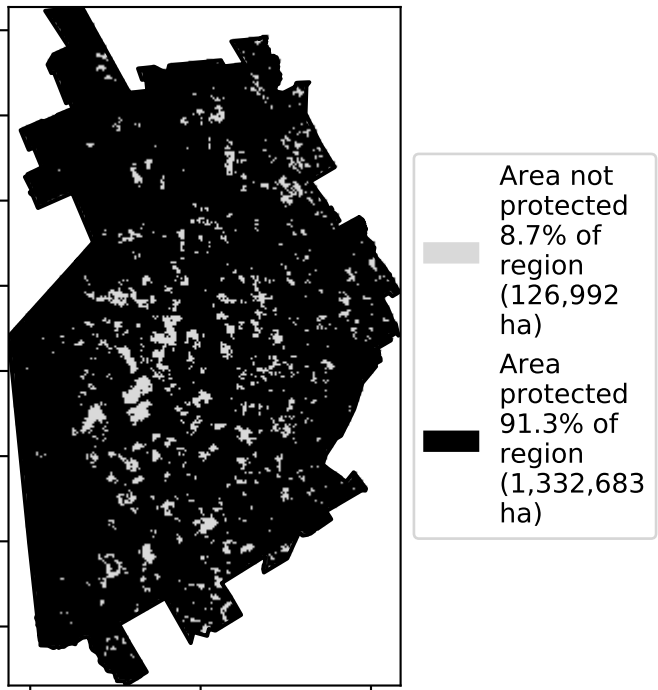 Area not
protected
8.7% of
region
(126,992
ha)
Area
protected
91.3% of
region
(1,332,683
ha)